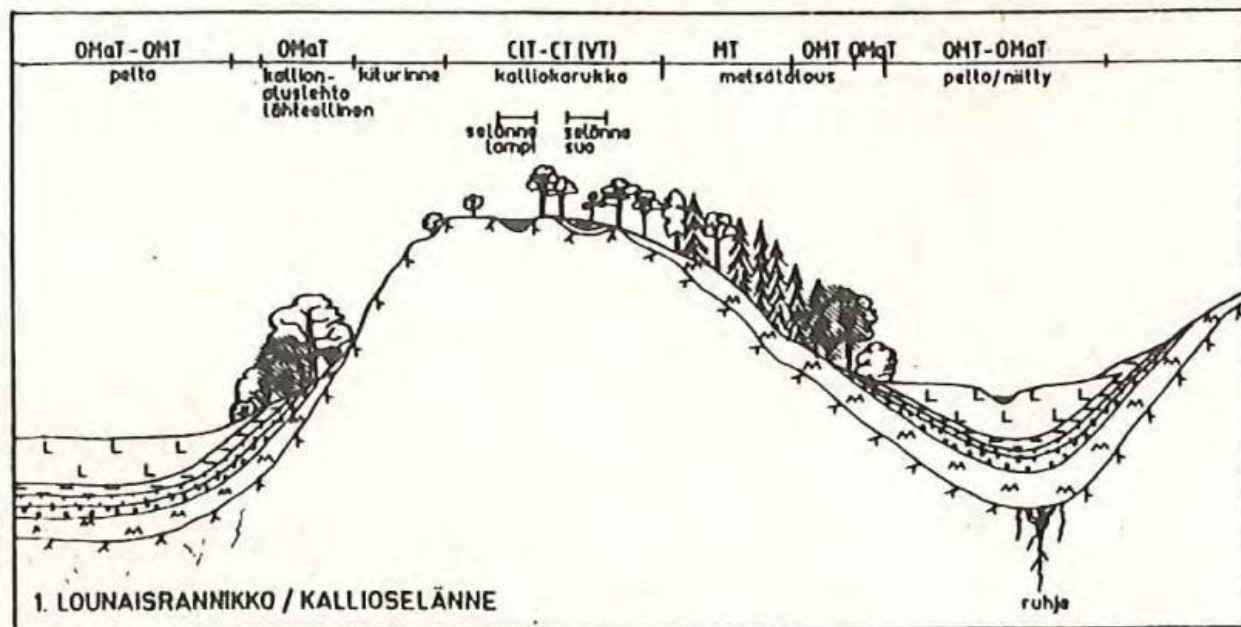 OMaT-OMT OMaT ClT-CT (VT) MT OMT OMaT OMT-OMaT
pelto kallion- kiturinne kalliokarukko metsätalous pelto/niitty
aluslehto
lähteellinen
selänne selänne
lampi suo
L L L L L L
L L L L
1. LOUNAISRANNIKKO / KALLIOSELÄNNE
ruhje